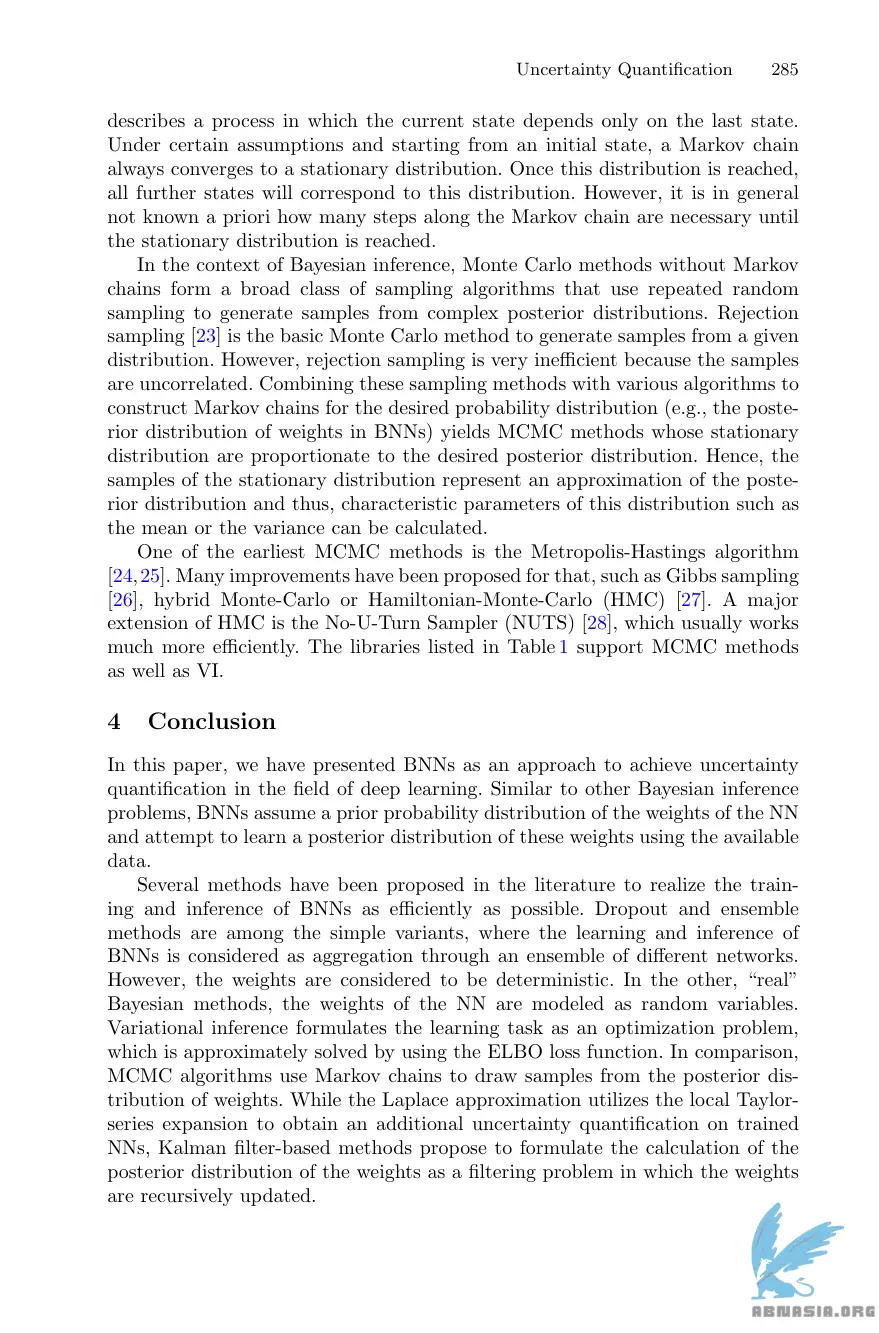 Uncertainty Quantification 285
describes a process in which the current state depends only on the last state.
Under certain assumptions and starting from an initial state, a Markov chain
always converges to a stationary distribution. Once this distribution is reached,
all further states will correspond to this distribution. However, it is in general
not known a priori how many steps along the Markov chain are necessary until
the stationary distribution is reached.
In the context of Bayesian inference, Monte Carlo methods without Markov
chains form a broad class of sampling algorithms that use repeated random
sampling to generate samples from complex posterior distributions. Rejection
sampling [23] is the basic Monte Carlo method to generate samples from a given
distribution. However, rejection sampling is very inefficient because the samples
are uncorrelated. Combining these sampling methods with various algorithms to
construct Markov chains for the desired probability distribution (e.g., the poste-
rior distribution of weights in BNNs) yields MCMC methods whose stationary
distribution are proportionate to the desired posterior distribution. Hence, the
samples of the stationary distribution represent an approximation of the poste-
rior distribution and thus, characteristic parameters of this distribution such as
the mean or the variance can be calculated.
One of the earliest MCMC methods is the Metropolis-Hastings algorithm
[24,25]. Many improvements have been proposed for that, such as Gibbs sampling
[26], hybrid Monte-Carlo or Hamiltonian-Monte-Carlo (HMC) [27]. A major
extension of HMC is the No-U-Turn Sampler (NUTS) [28], which usually works
much more efficiently. The libraries listed in Table 1 support MCMC methods
as well as VI.
4 Conclusion
In this paper, we have presented BNNs as an approach to achieve uncertainty
quantification in the field of deep learning. Similar to other Bayesian inference
problems, BNNs assume a prior probability distribution of the weights of the NN
and attempt to learn a posterior distribution of these weights using the available
data.
Several methods have been proposed in the literature to realize the train-
ing and inference of BNNs as efficiently as possible. Dropout and ensemble
methods are among the simple variants, where the learning and inference of
BNNs is considered as aggregation through an ensemble of different networks.
However, the weights are considered to be deterministic. In the other, “real”
Bayesian methods, the weights of the NN are modeled as random variables.
Variational inference formulates the learning task as an optimization problem,
which is approximately solved by using the ELBO loss function. In comparison,
MCMC algorithms use Markov chains to draw samples from the posterior dis-
tribution of weights. While the Laplace approximation utilizes the local Taylor-
series expansion to obtain an additional uncertainty quantification on trained
NNs, Kalman filter-based methods propose to formulate the calculation of the
posterior distribution of the weights as a filtering problem in which the weights
are recursively updated.
ABNASIA.ORG